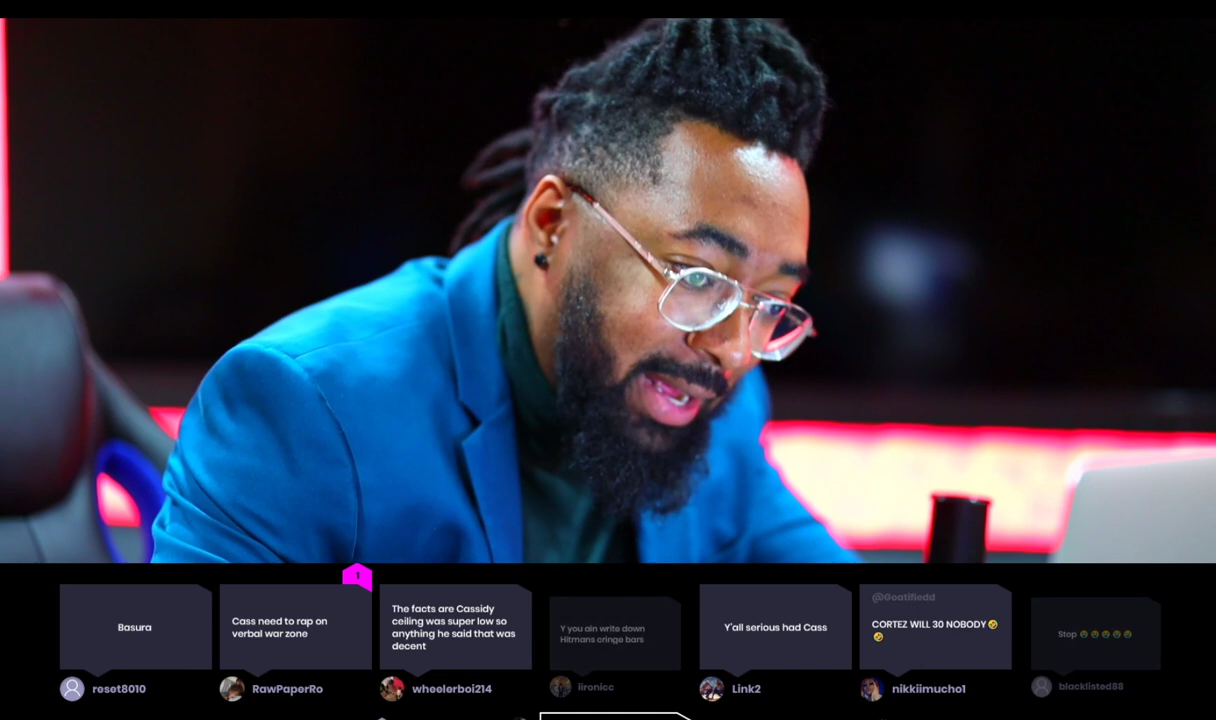 1
Basura
reset8010
Cass need to rap on
verbal war zone
RawPaperRo
The facts are Cassidy
ceiling was super low so
anything he said that was
decent
wheelerboi214
Y you ain write down
Hitmans cringe bars
iironicc
Y'all serious had Cass
Link2
@Goatifiedd
CORTEZ WILL 30 NOBODY 🤣
🤣
nikkiimucho1
Stop 😭😭😭😭😭
blacklisted88